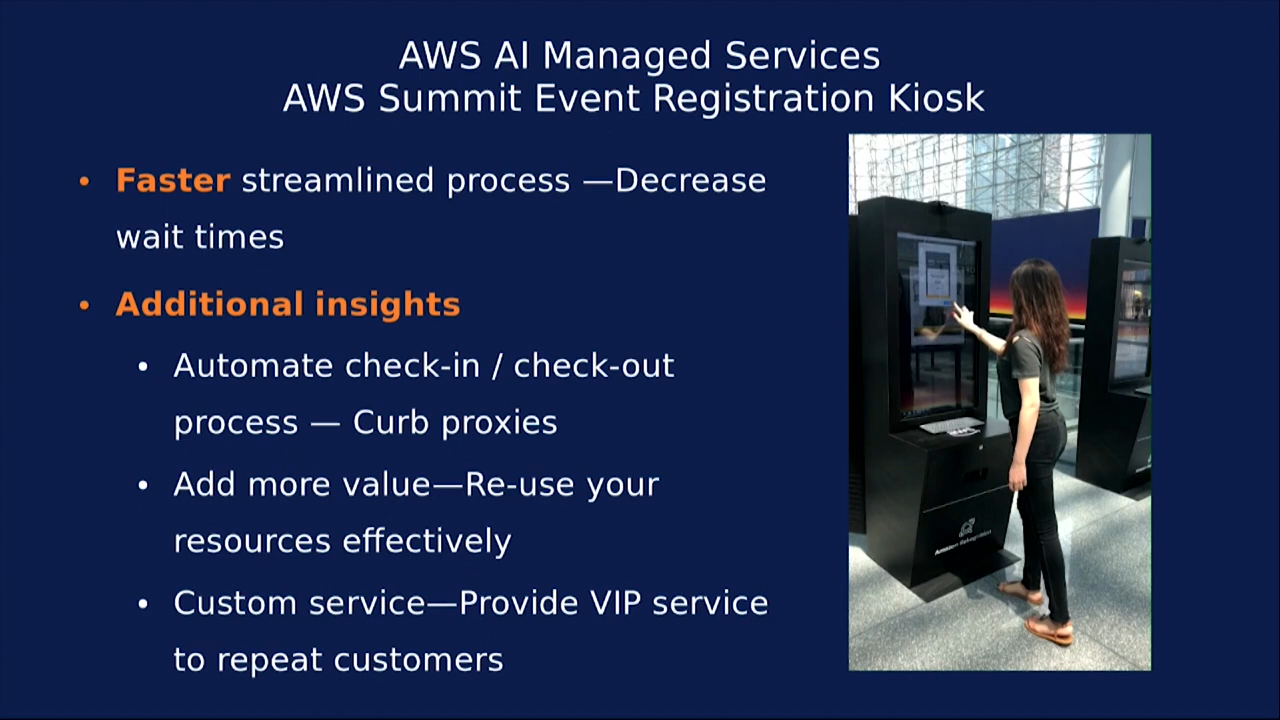 AWS AI Managed Services
AWS Summit Event Registration Kiosk
• Faster streamlined process —Decrease
wait times
• Additional insights
• Automate check-in / check-out
process — Curb proxies
• Add more value—Re-use your
resources effectively
• Custom service—Provide VIP service
to repeat customers
Amazon Rekognition